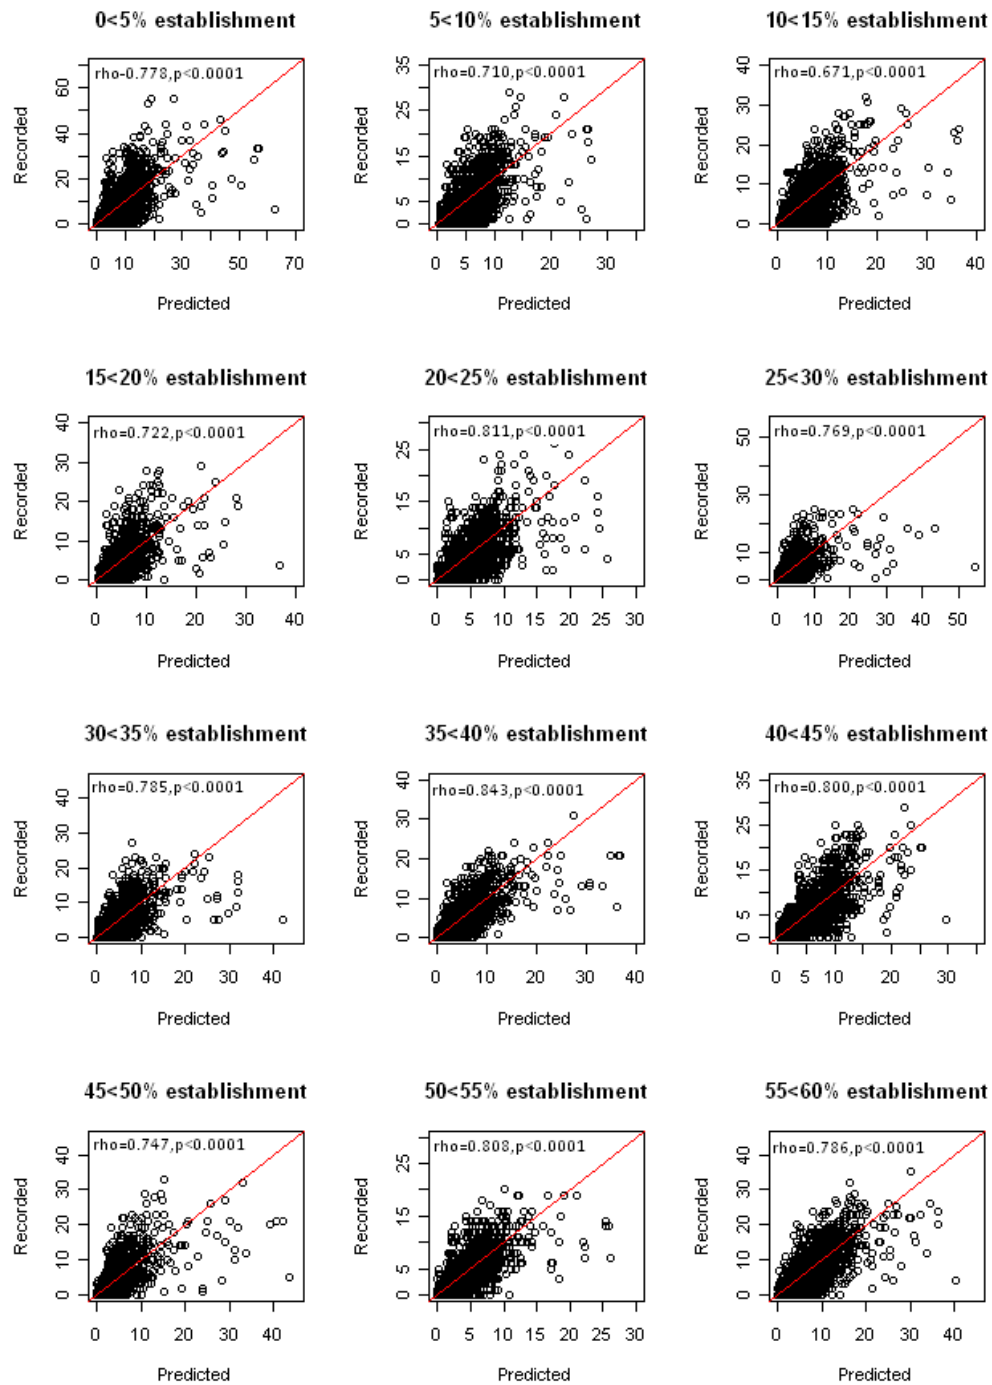 0<5% establishment
5<10% establishment
10<15% establishment
rho-0.778,p<0.0001
rho=0.710,p<0.0001
rho=0.671,p<0.0001
Recorded
0 20 40 60
Recorded
0 5 15 25 35
Recorded
0 10 20 30 40
0 10 30 50 70
0 5 10 20 30
0 10 20 30 40
Predicted
Predicted
Predicted
15<20% establishment
20<25% establishment
25<30% establishment
rho=0.722,p<0.0001
rho=0.811,p<0.0001
rho=0.769,p<0.0001
Recorded
0 10 20 30 40
Recorded
0 5 15 25
Recorded
0 10 30 50
0 10 20 30 40
0 5 10 15 20 25 30
0 10 20 30 40 50
Predicted
Predicted
Predicted
30<35% establishment
35<40% establishment
40<45% establishment
rho=0.785,p<0.0001
rho=0.843,p<0.0001
rho=0.800,p<0.0001
Recorded
0 10 20 30 40
Recorded
0 10 20 30 40
Recorded
0 5 15 25 35
0 10 20 30 40
0 10 20 30 40
0 5 10 20 30
Predicted
Predicted
Predicted
45<50% establishment
50<55% establishment
55<60% establishment
rho=0.747,p<0.0001
rho=0.808,p<0.0001
rho=0.786,p<0.0001
Recorded
0 10 20 30 40
Recorded
0 5 15 25
Recorded
0 10 20 30 40
0 10 20 30 40
0 5 10 15 20 25 30
0 10 20 30 40
Predicted
Predicted
Predicted